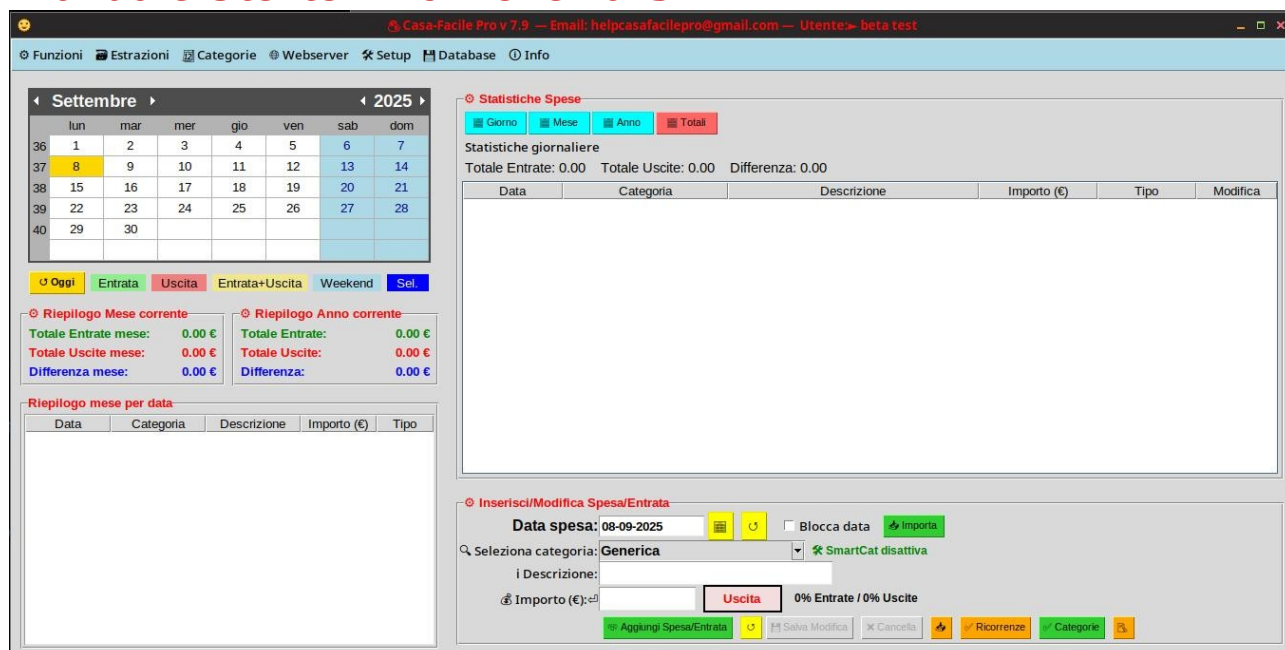 Casa-Facile Pro v 7.9 — Email: helpcasafacilepro@gmail.com — Utente:► beta test
Funzioni Estrazioni Categorie Webserver Setup Database Info
Settembre 2025
lun mar mer gio ven sab dom
36 1 2 3 4 5 6 7
37 8 9 10 11 12 13 14
38 15 16 17 18 19 20 21
39 22 23 24 25 26 27 28
40 29 30
Oggi Entrata Uscita Entrata+Uscita Weekend Sel.
Riepilogo Mese corrente
Totale Entrate mese: 0.00 €
Totale Uscite mese: 0.00 €
Differenza mese: 0.00 €
Riepilogo Anno corrente
Totale Entrate: 0.00 €
Totale Uscite: 0.00 €
Differenza: 0.00 €
Riepilogo mese per data
Data Categoria Descrizione Importo (€) Tipo
Statistiche Spese
Giorno Mese Anno Totali
Statistiche giornaliere
Totale Entrate: 0.00 Totale Uscite: 0.00 Differenza: 0.00
Data Categoria Descrizione Importo (€) Tipo Modifica
Inserisci/Modifica Spesa/Entrata
Data spesa: 08-09-2025 Blocca data Importa
Seleziona categoria: Generica SmartCat disattiva
i Descrizione:
Importo (€):⏎ Uscita 0% Entrate / 0% Uscite
Aggiungi Spesa/Entrata Salva Modifica Cancella Ricorrenze Categorie